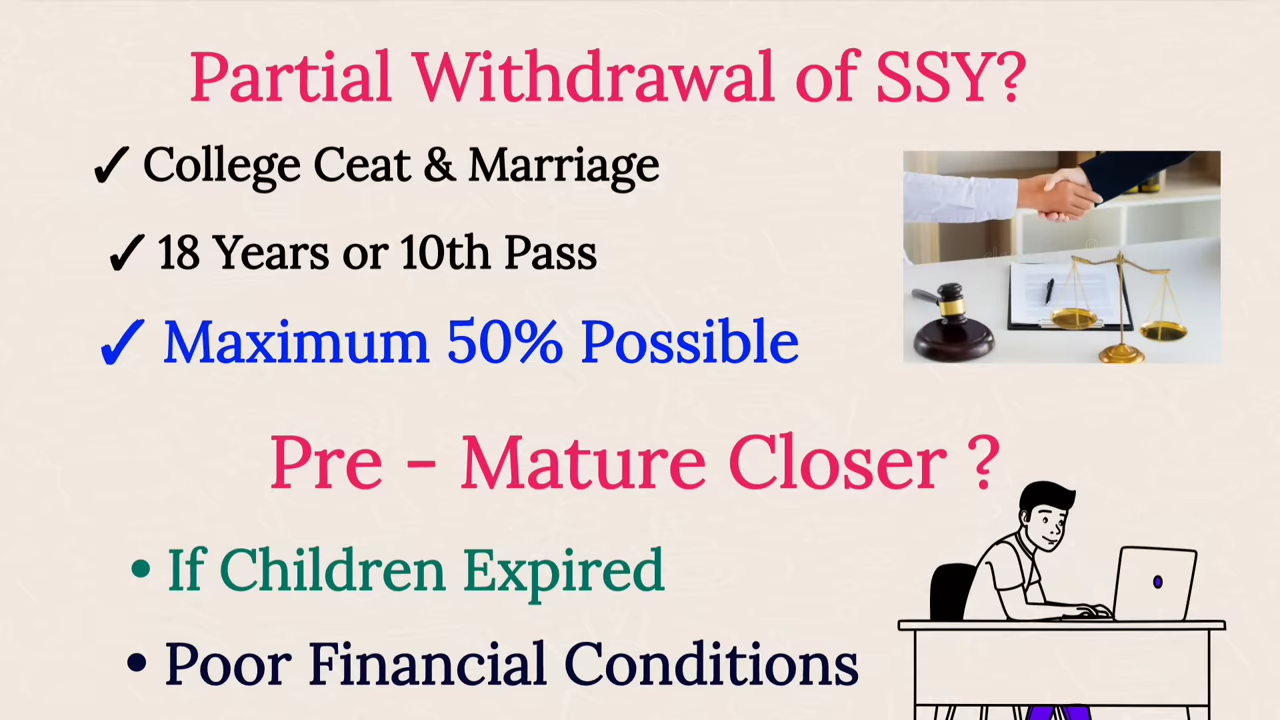 Partial Withdrawal of SSY?
✓ College Ceat & Marriage
✓ 18 Years or 10th Pass
✓ Maximum 50% Possible
Pre - Mature Closer ?
• If Children Expired
• Poor Financial Conditions